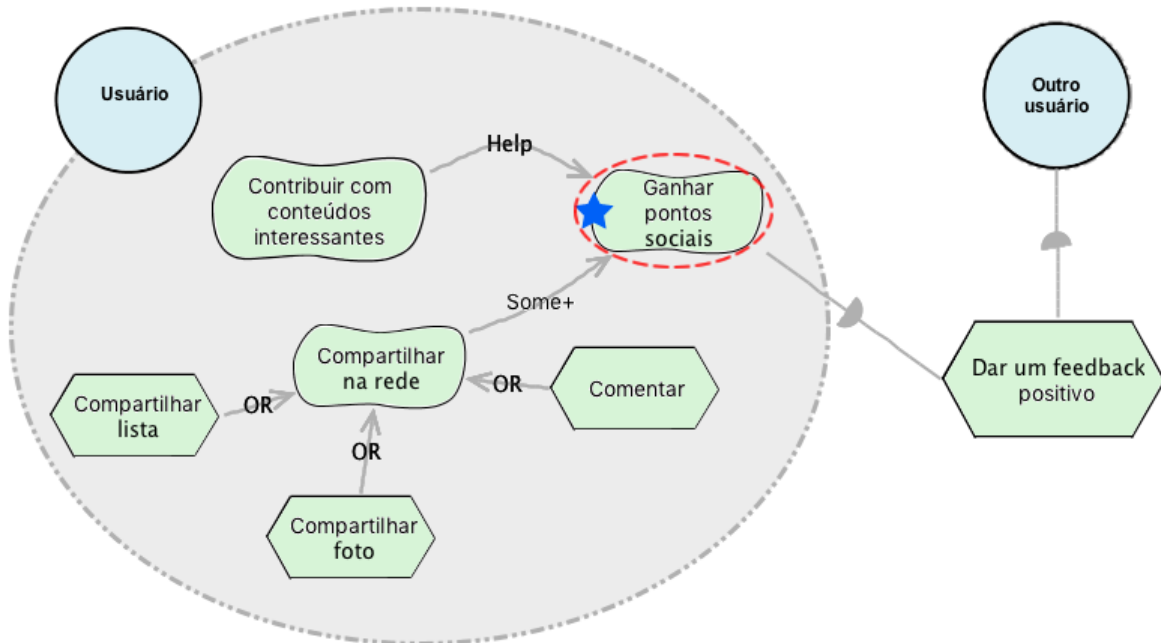 Usuário
Outro
usuário
Help
Contribuir com
conteúdos
interessantes
Ganhar
pontos
sociais
Some+
Compartilhar
na rede
OR
Comentar
Dar um feedback
positivo
Compartilhar
lista
OR
OR
Compartilhar
foto